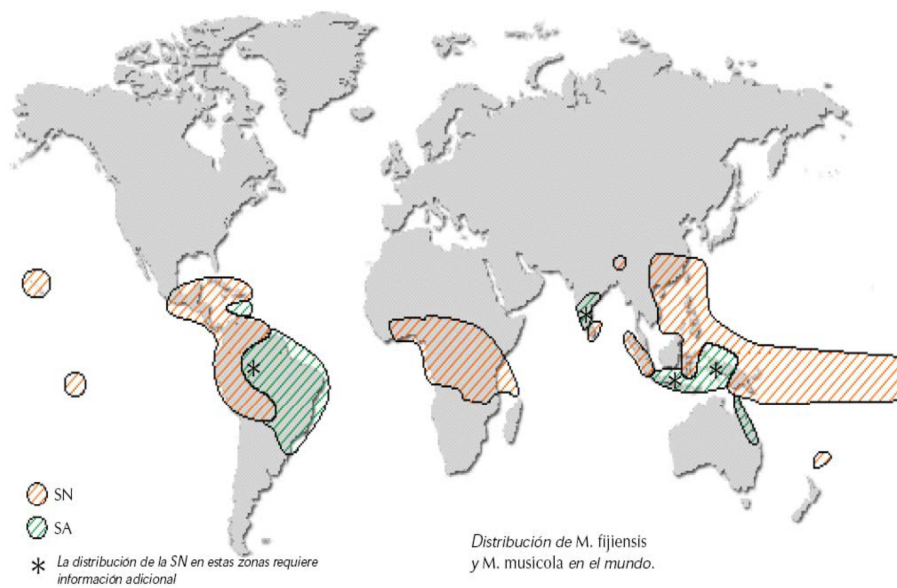 SN
SA
* La distribución de la SN en estas zonas requiere
información adicional
Distribución de M. fijiensis
y M. musicola en el mundo.